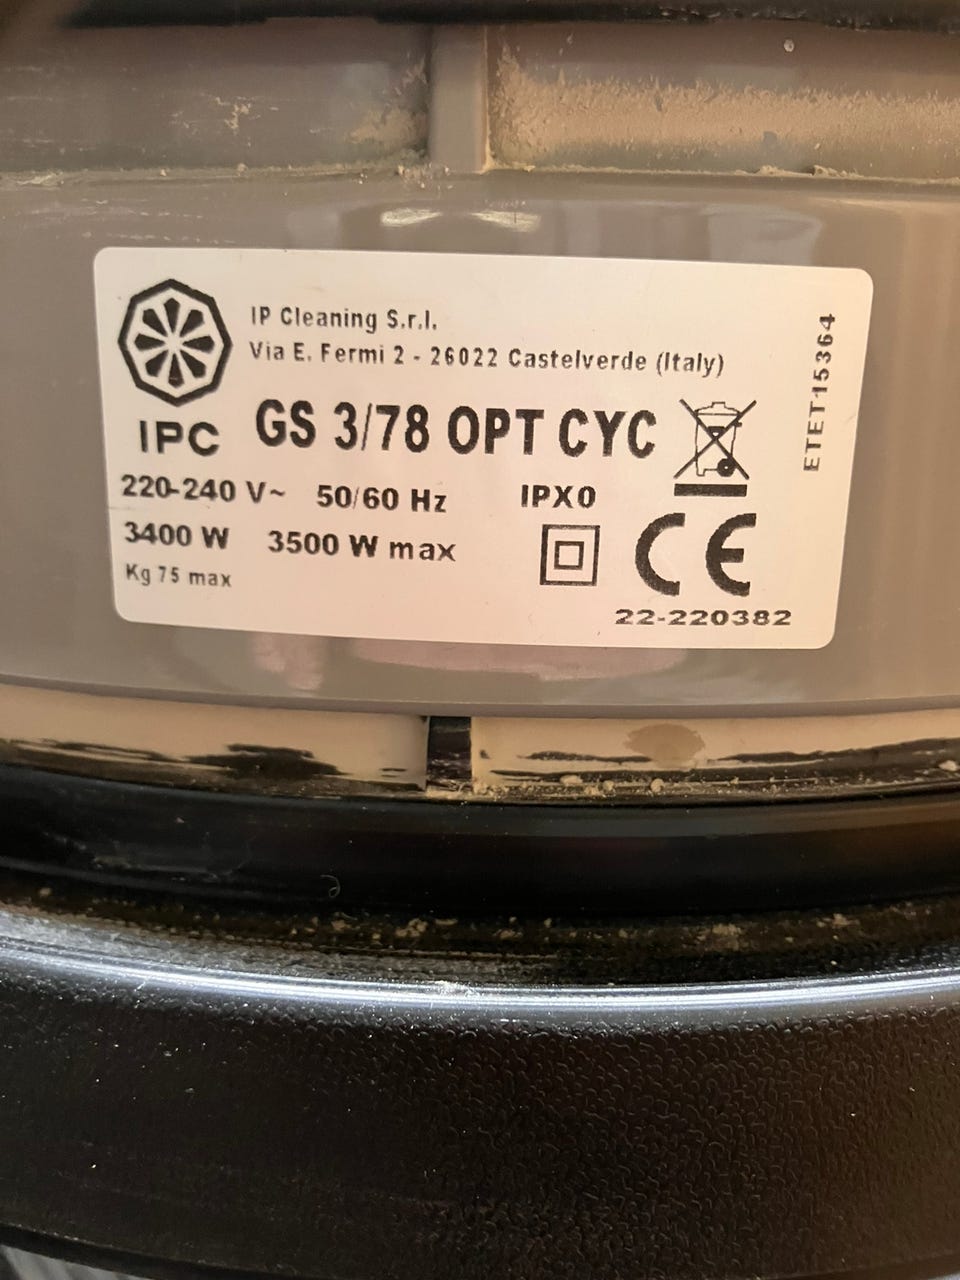 IP Cleaning S.r.l.
Via E. Fermi 2 - 26022 Castelverde (Italy)
IPC
GS 3/78 OPT CYC
220-240 V~ 50/60 Hz IPX0
3400 W 3500 W max
Kg 75 max
CE
22-220382
ETET15364